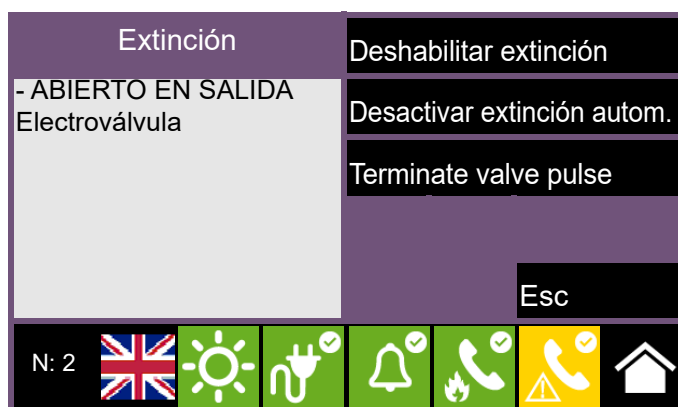 Extinción
- ABIERTO EN SALIDA
Electroválvula
Deshabilitar extinción
Desactivar extinción autom.
Terminate valve pulse
Esc
N: 2